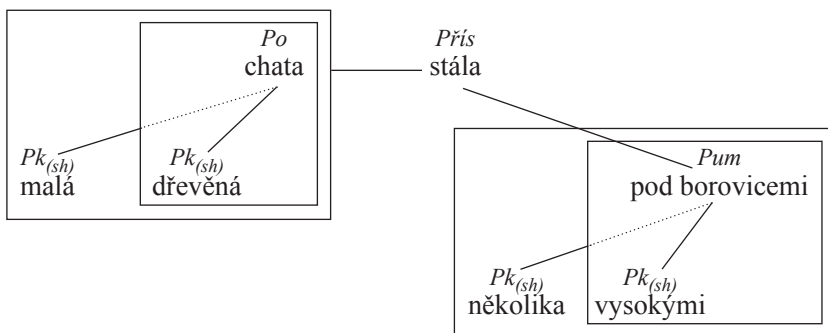 Po Přís
chata stála
Pk(sh) Pk(sh) Pum
malá dřevěná pod borovicemi
Pk(sh) Pk(sh)
několika vysokými